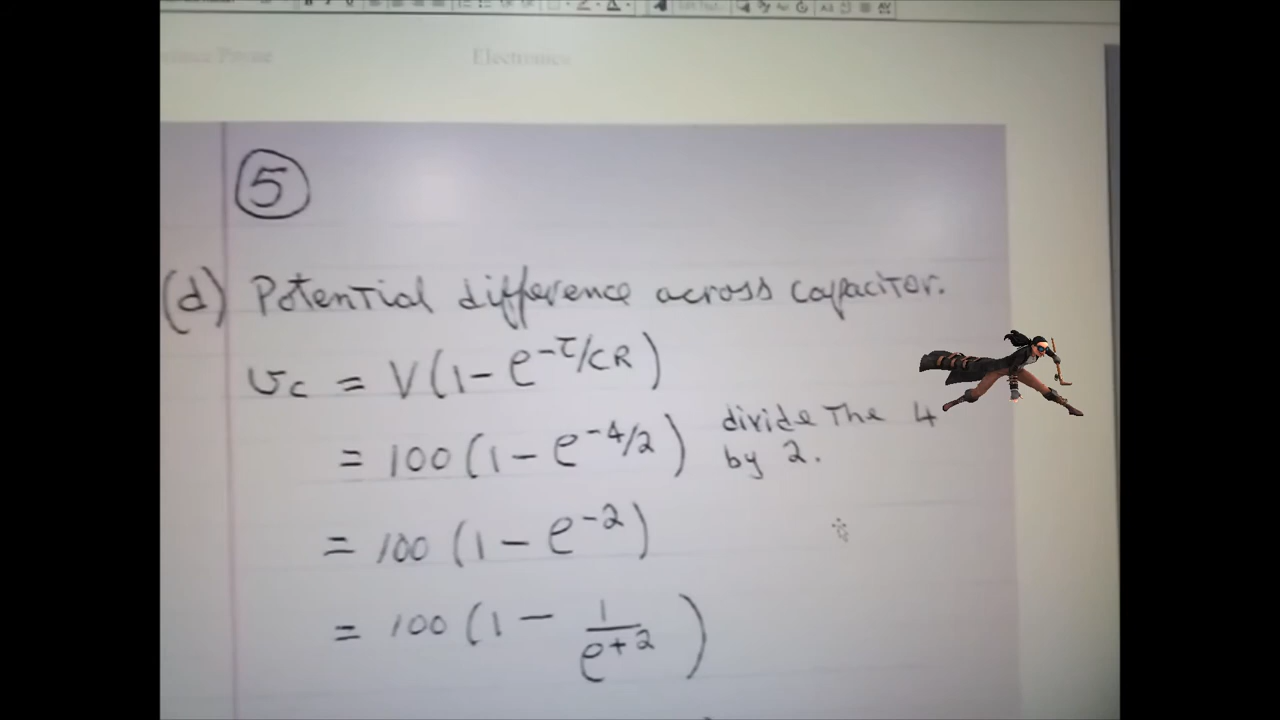 Electronics
5
(d) Potential difference across capacitor.
υc = V(1 - e^-τ/CR)
= 100 (1 - e^-4/2) divide The 4
by 2.
= 100 (1 - e^-2)
= 100 (1 - 1/e^+2)